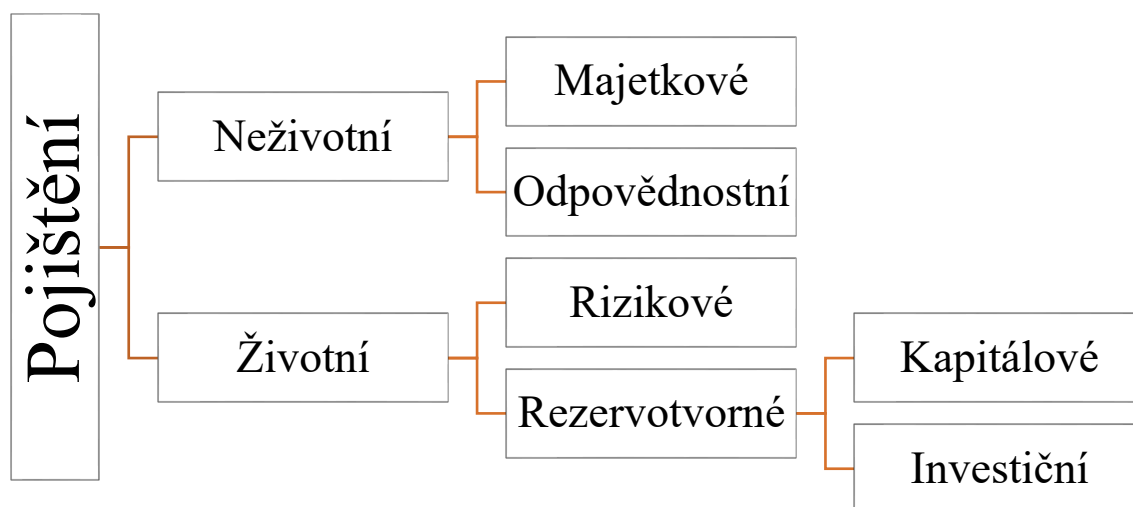 Pojištění
Neživotní
Majetkové
Odpovědnostní
Životní
Rizikové
Rezervotvorné
Kapitálové
Investiční